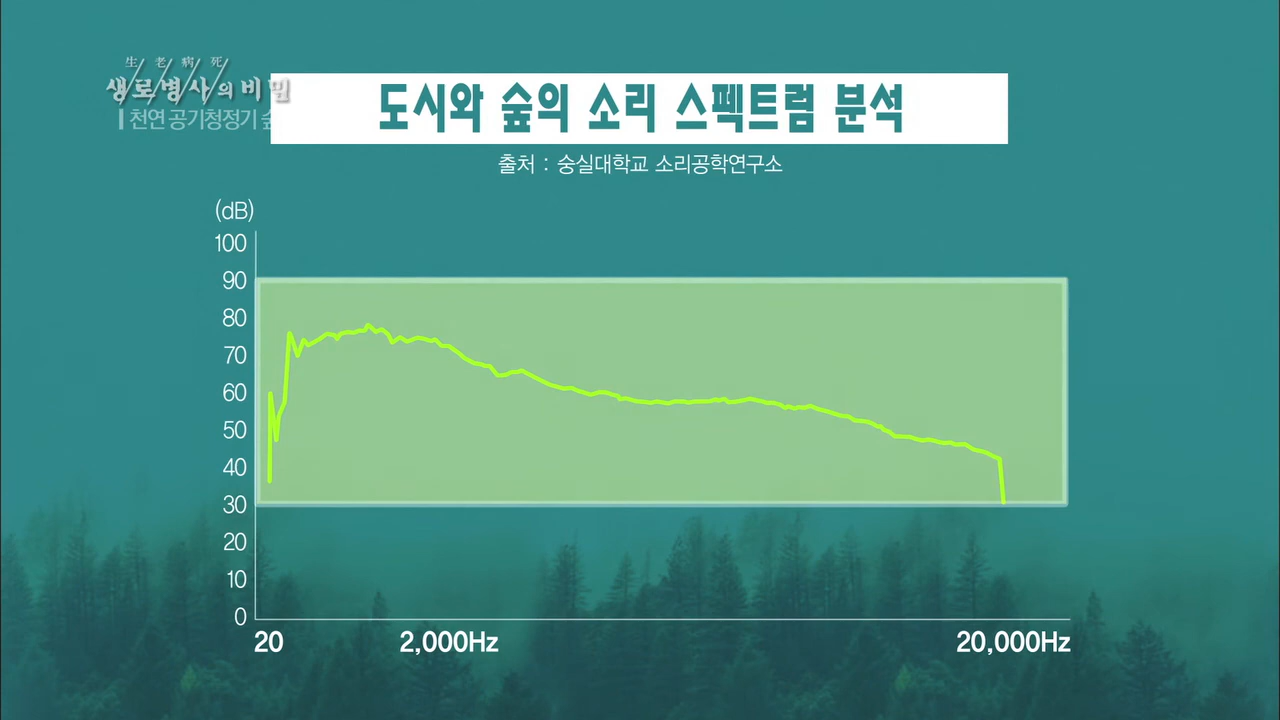 生老病死
생로병사의 비밀
천연 공기청정기 숲
도시와 숲의 소리 스펙트럼 분석
출처 : 숭실대학교 소리공학연구소
(dB)
100
90
80
70
60
50
40
30
20
10
0
20 2,000Hz 20,000Hz